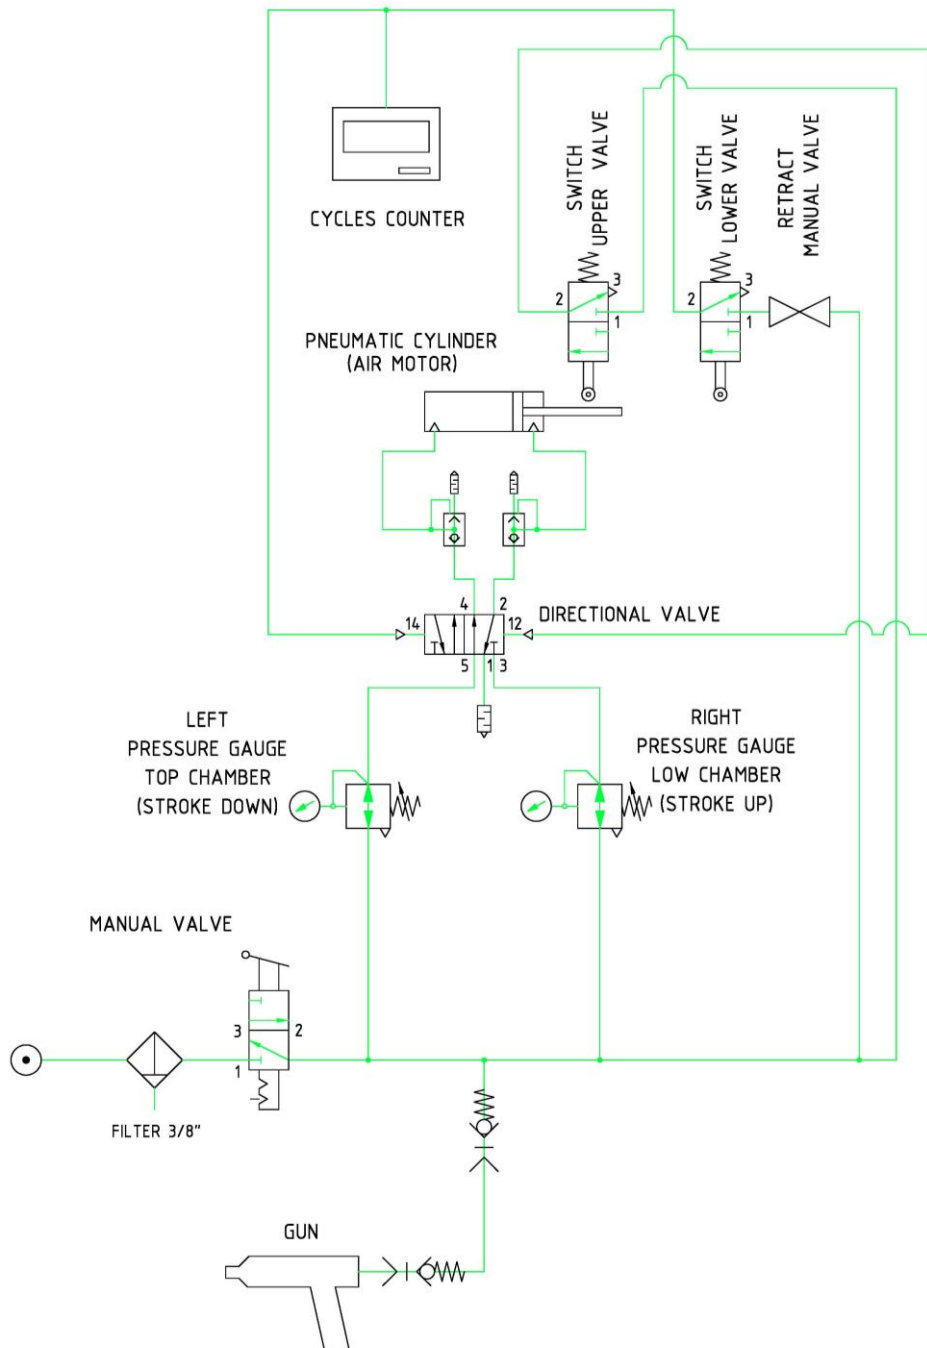 SWITCH
UPPER VALVE
SWITCH
LOWER VALVE
RETRACT
MANUAL VALVE
CYCLES COUNTER
3
2
1
3
2
1
PNEUMATIC CYLINDER
(AIR MOTOR)
4 2
14 12 DIRECTIONAL VALVE
5 1 3
LEFT
PRESSURE GAUGE
TOP CHAMBER
(STROKE DOWN)
RIGHT
PRESSURE GAUGE
LOW CHAMBER
(STROKE UP)
MANUAL VALVE
3 2
1
FILTER 3/8"
GUN